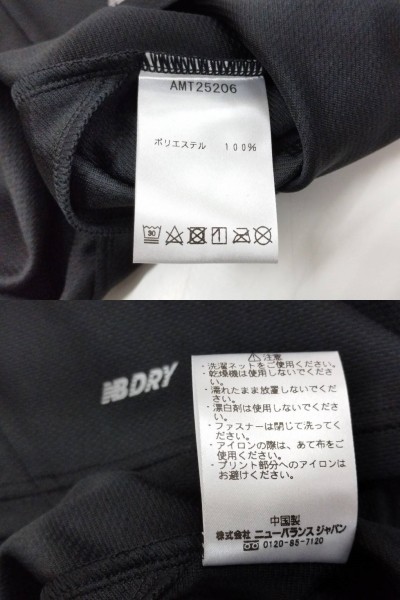 AMT25206
ポリエステル 100%
30
NB DRY
⚠注意
・洗濯ネットをご使用ください。
・乾燥機は使用しないでくださ
い。
・濡れたまま放置しないでくだ
さい。
・漂白剤は使用しないでくださ
い。
・ファスナーは閉じて洗ってく
ださい。
・アイロンの際は、あて布をご
使用ください。
・プリント部分へのアイロンは
お避けください。
中国製
株式会社 ニューバランス ジャパン
0120-85-7120